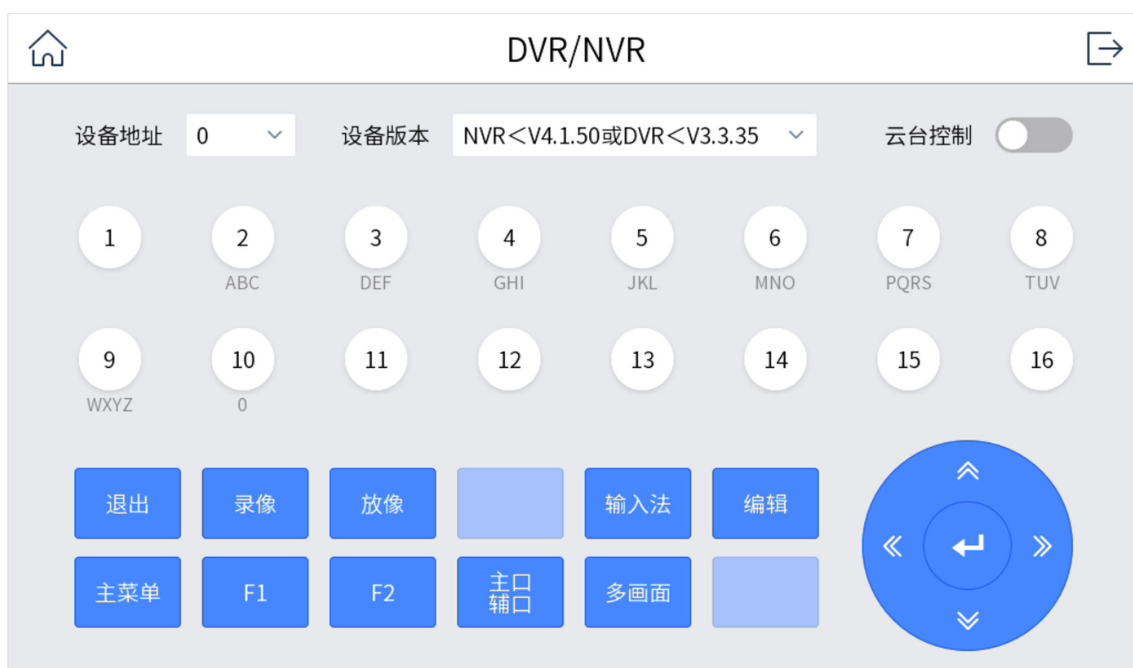 DVR/NVR
设备地址 0 设备版本 NVR＜V4.1.50或DVR＜V3.3.35 云台控制
1 2 3 4 5 6 7 8
ABC DEF GHI JKL MNO PQRS TUV
9 10 11 12 13 14 15 16
WXYZ 0
退出 录像 放像 输入法 编辑
主菜单 F1 F2 主口 多画面
辅口